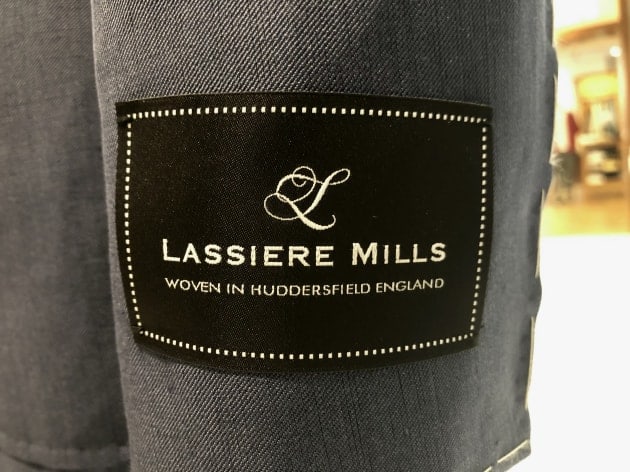 L
LASSIERE MILLS
WOVEN IN HUDDERSFIELD ENGLAND